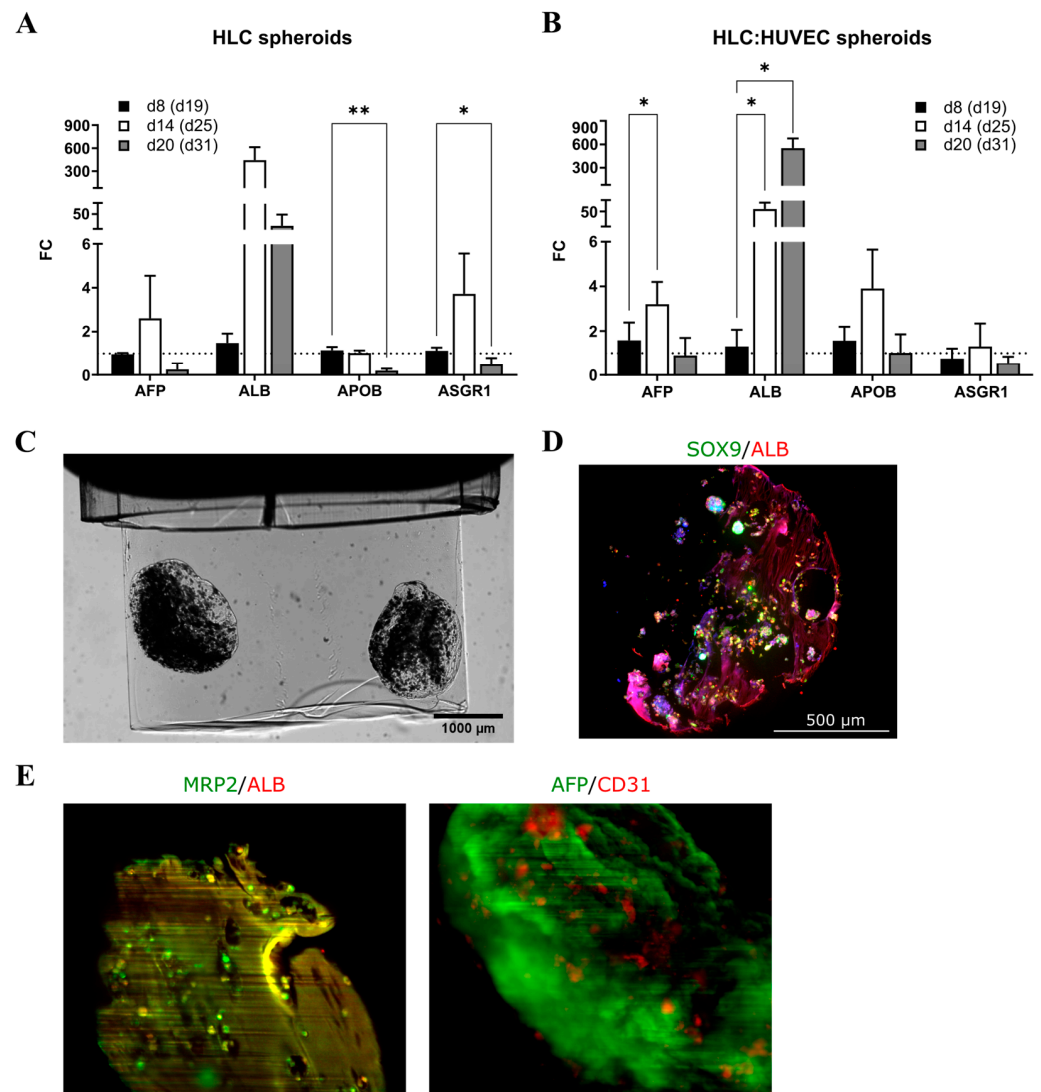 A
HLC spheroids
d8 (d19)
d14 (d25)
d20 (d31)
**
*
900
600
300
50
6
4
2
0
FC
AFP
ALB
APOB
ASGR1
B
HLC:HUVEC spheroids
d8 (d19)
d14 (d25)
d20 (d31)
*
*
*
900
600
300
50
6
4
2
0
FC
AFP
ALB
APOB
ASGR1
C
1000 µm
D
SOX9/ALB
500 µm
E
MRP2/ALB
AFP/CD31